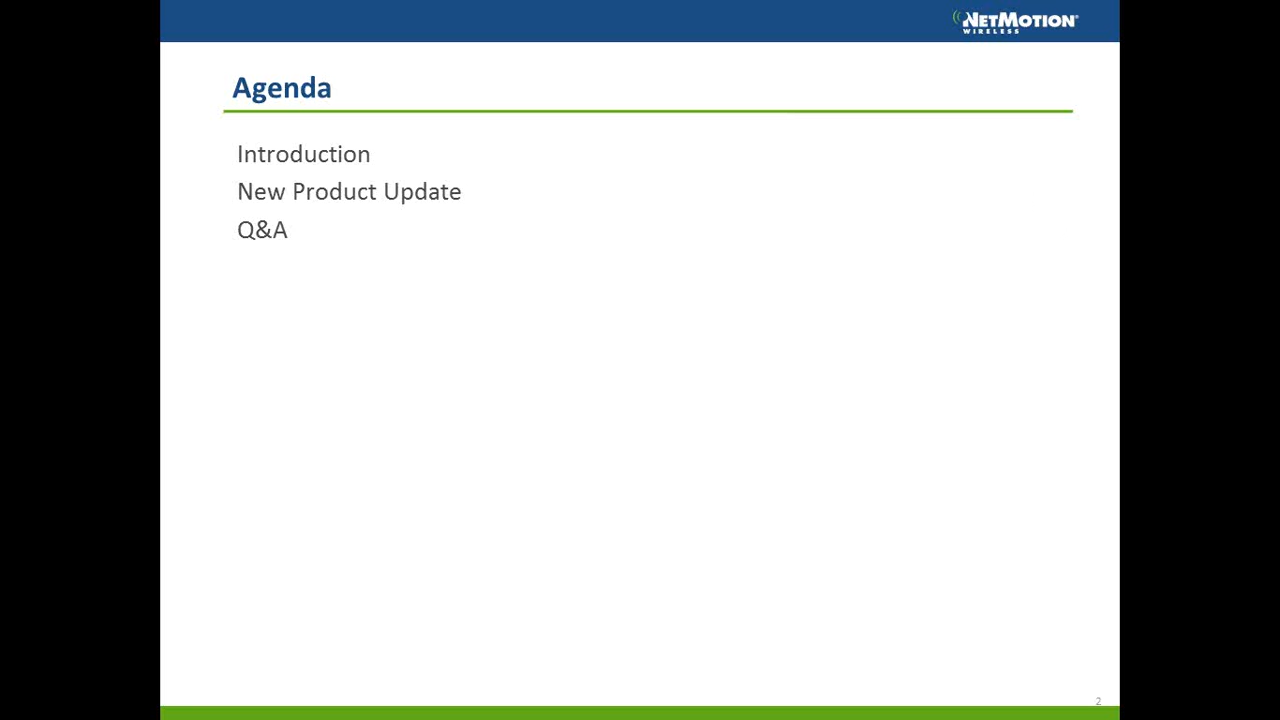 NETMOTION®
WIRELESS
Agenda
Introduction
New Product Update
Q&A
2